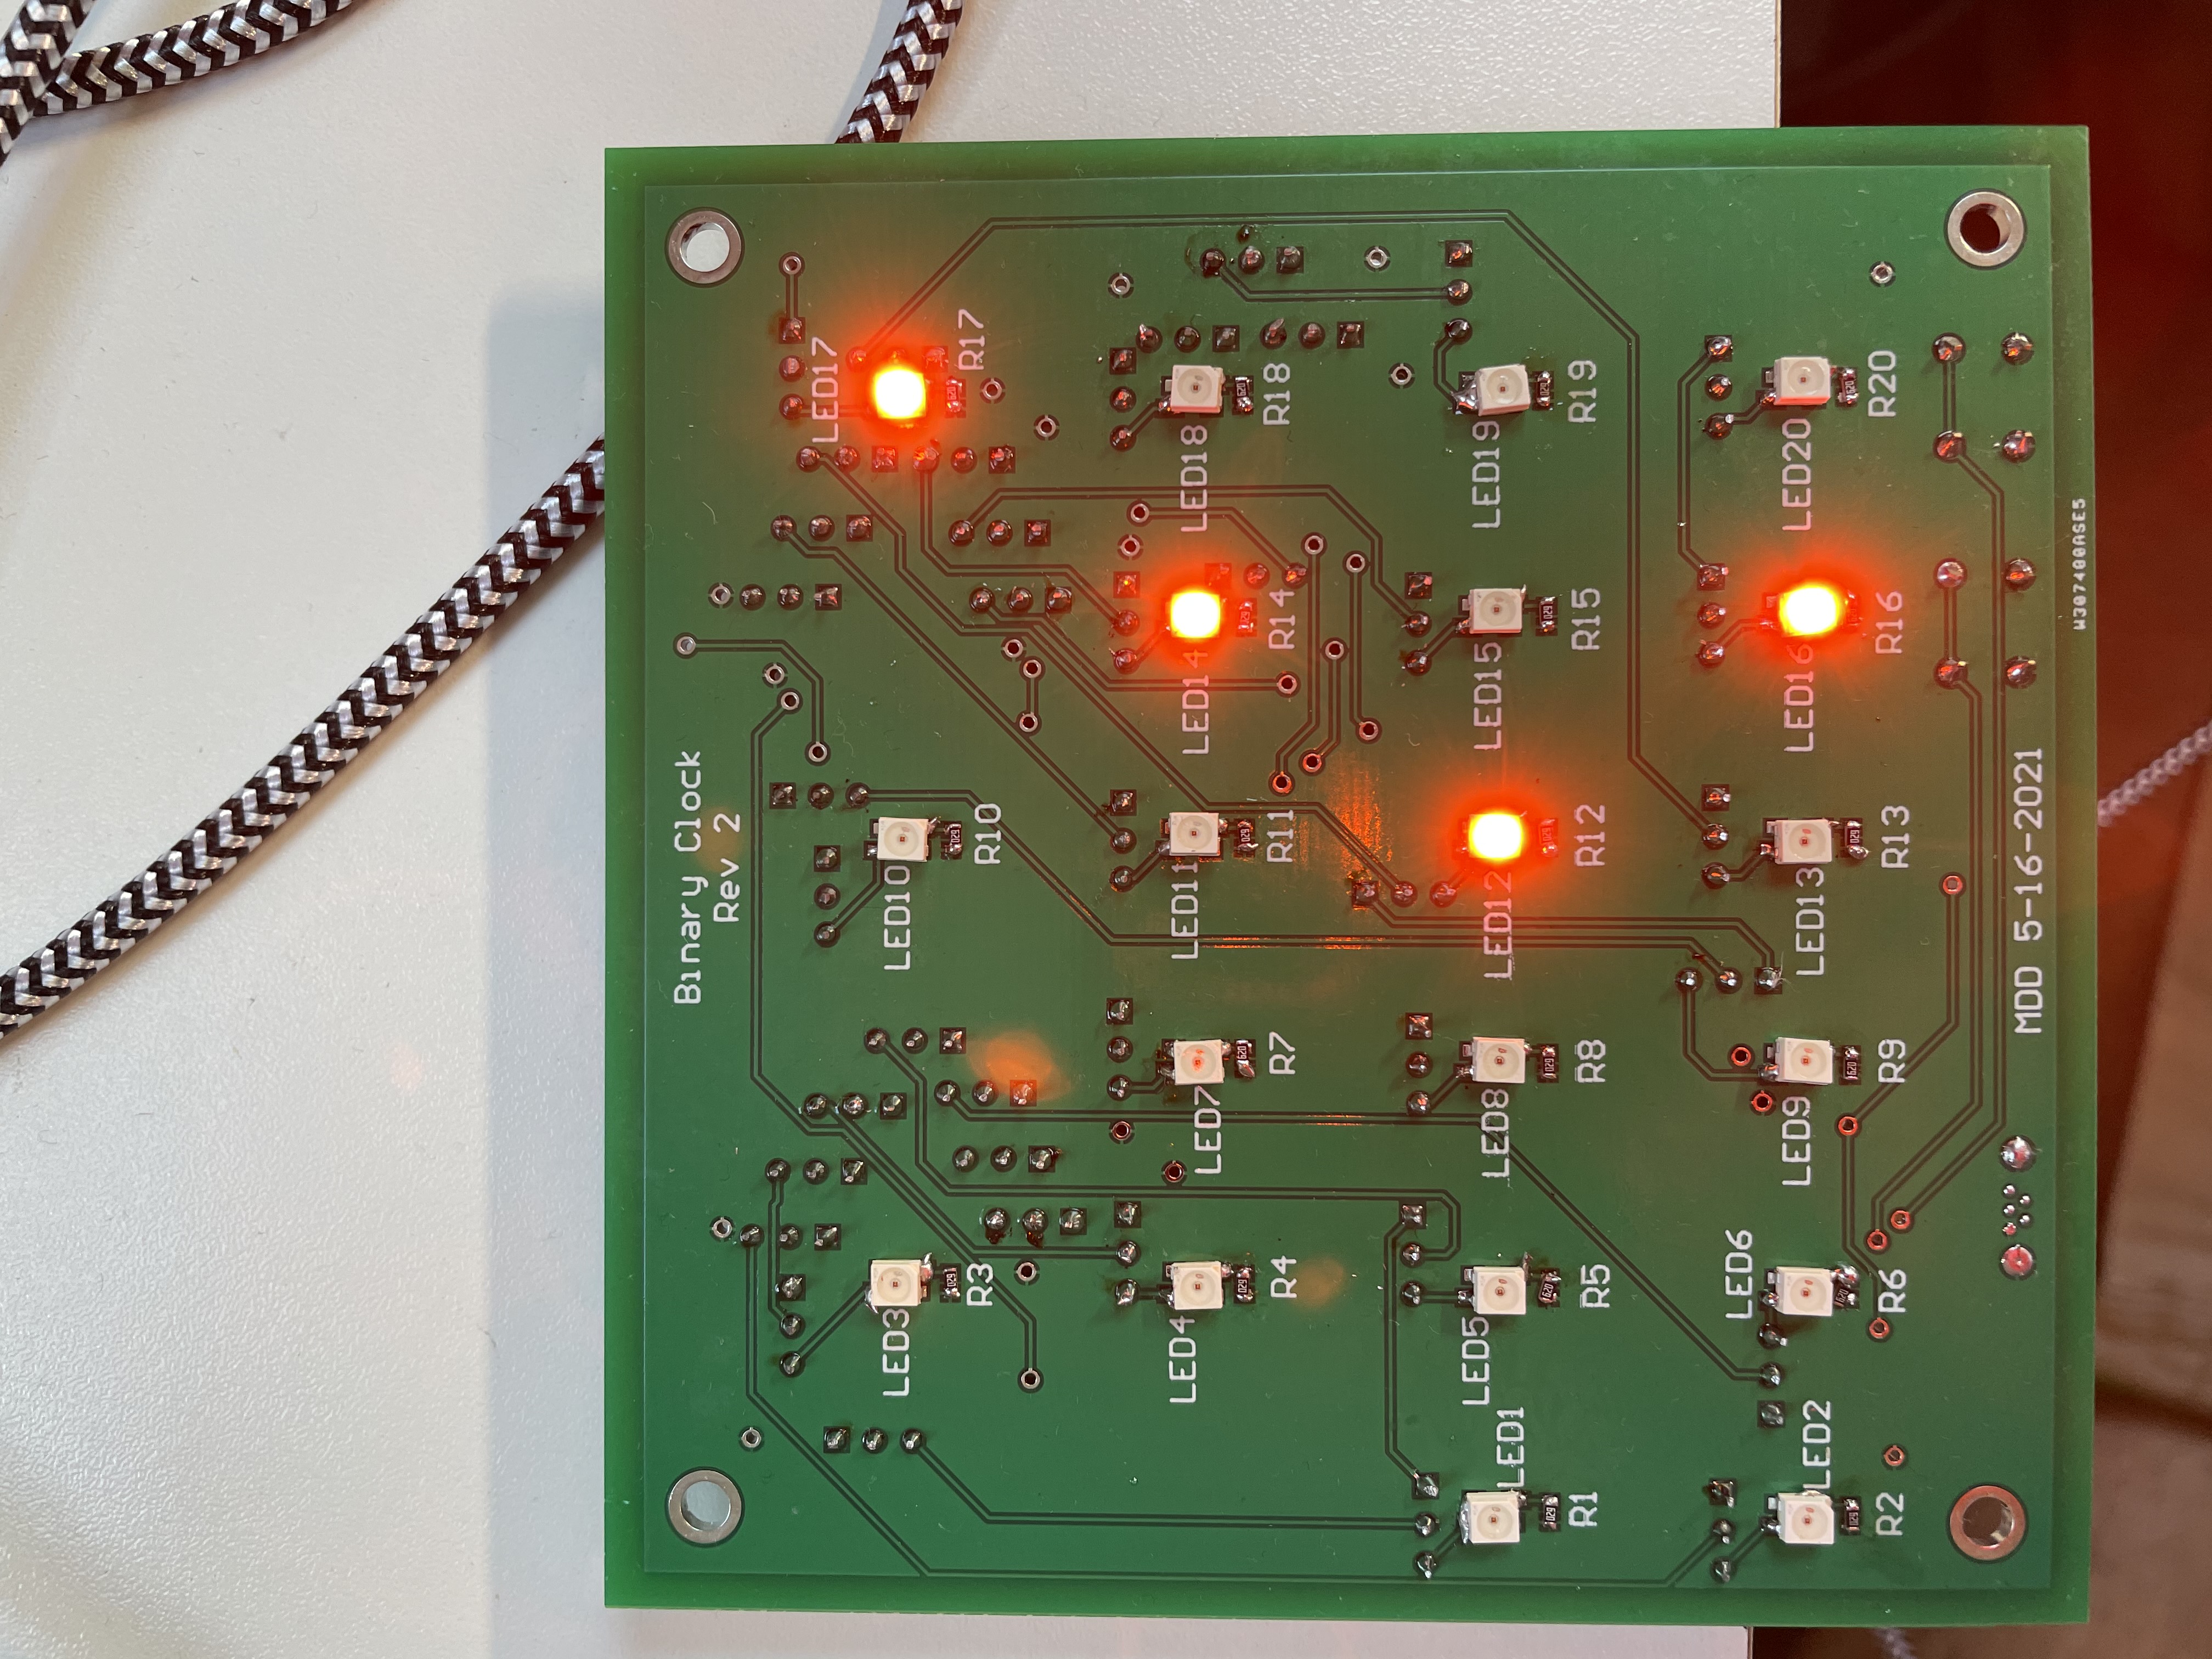 Binary Clock
Rev 2
LED17
LED3
LED10
R3
R10
R17
LED4
LED7
LED11
LED14
LED18
R4
R7
R11
R14
R18
LED1
LED5
LED8
LED12
LED15
LED19
R1
R5
R8
R12
R15
R19
LED6
LED2
LED9
LED13
LED16
LED20
R2
R6
R9
R13
R16
R20
MDD 5-16-2021
W307400ASE5